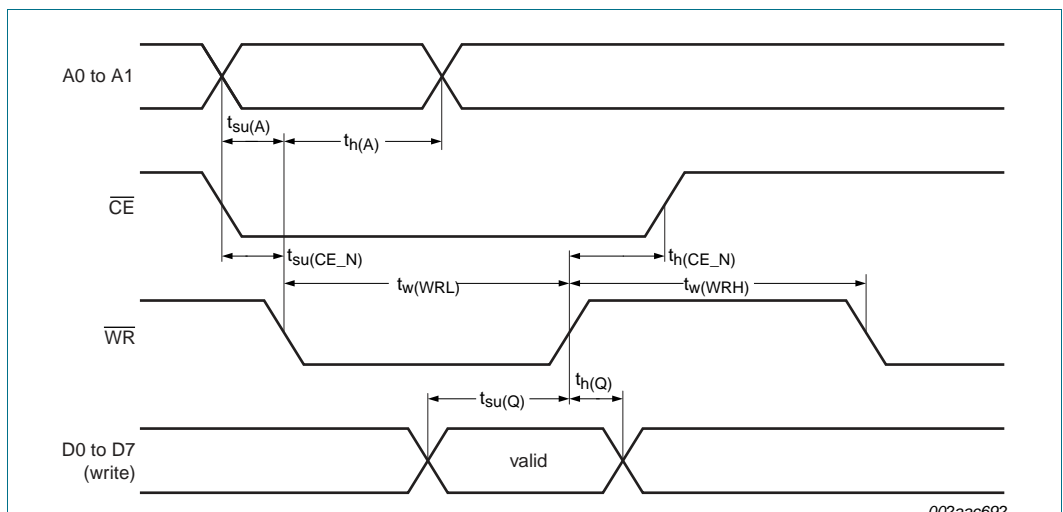 A0 to A1
tsu(A)
th(A)
CE
tsu(CE_N)
th(CE_N)
tw(WRL)
tw(WRH)
WR
tsu(Q)
th(Q)
D0 to D7
(write)
valid
002aac692